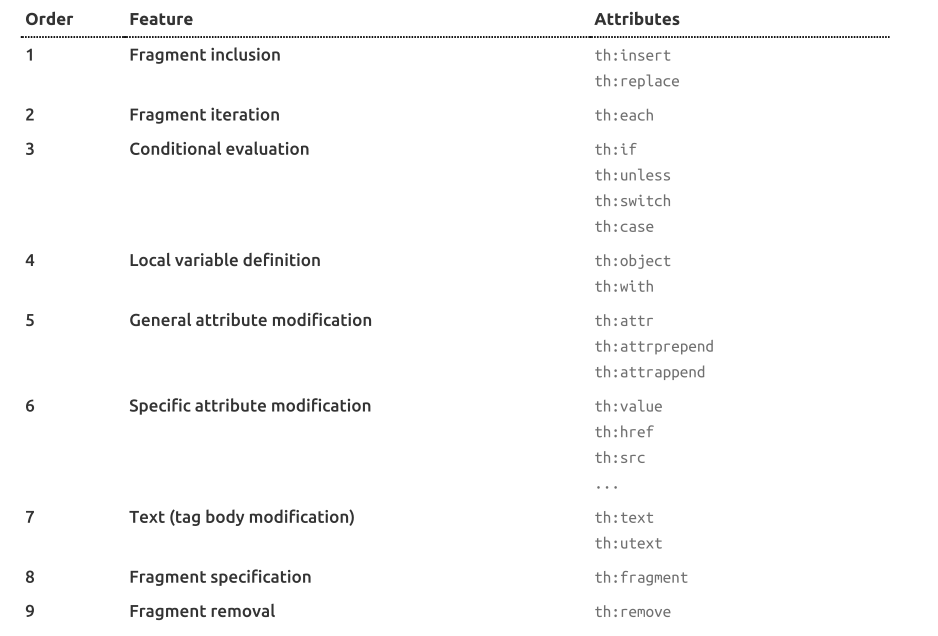 Order Feature Attributes
1 Fragment inclusion th:insert
th:replace
2 Fragment iteration th:each
3 Conditional evaluation th:if
th:unless
th:switch
th:case
4 Local variable definition th:object
th:with
5 General attribute modification th:attr
th:attrprepend
th:attrappend
6 Specific attribute modification th:value
th:href
th:src
...
7 Text (tag body modification) th:text
th:utext
8 Fragment specification th:fragment
9 Fragment removal th:remove